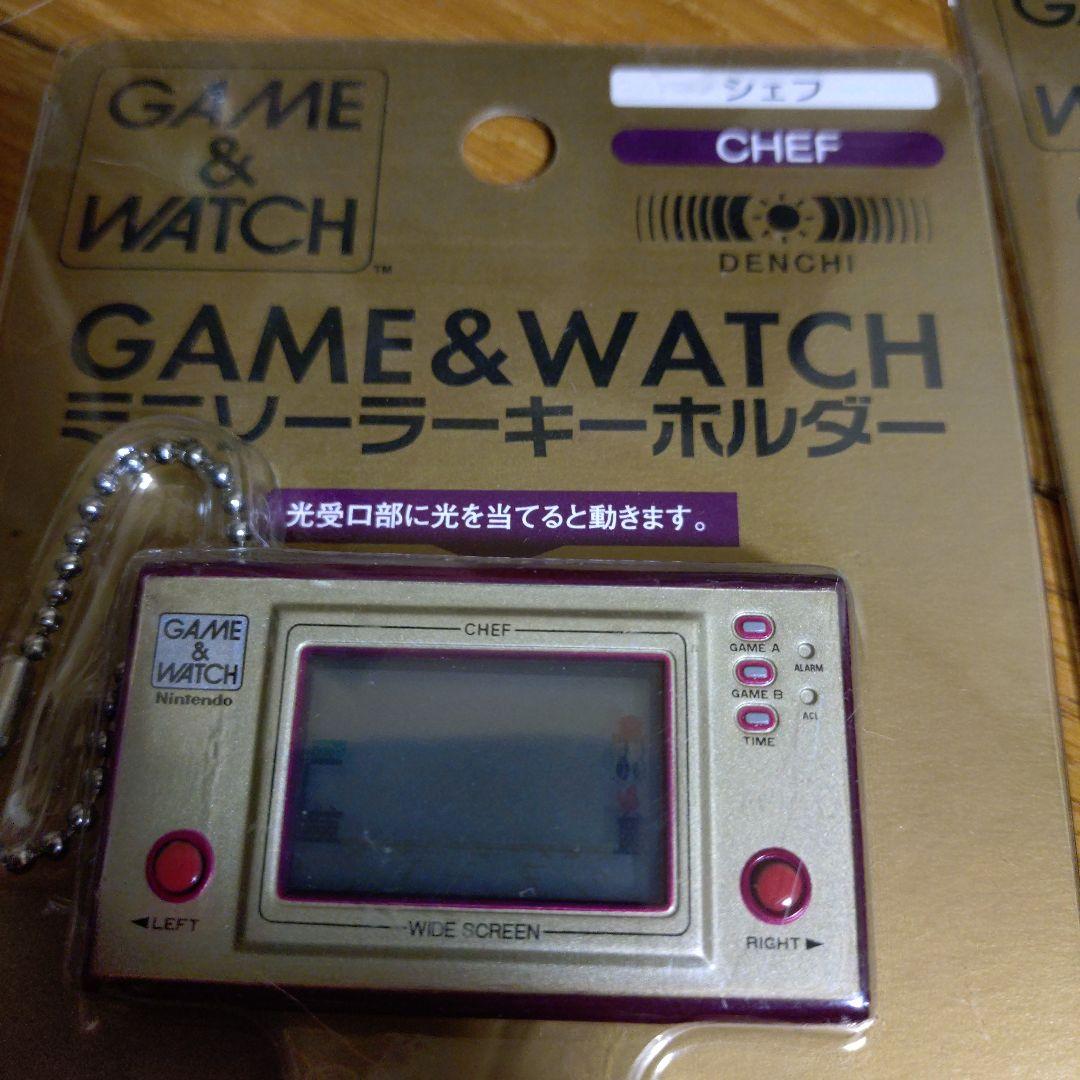 GAME
&
WATCH
™
シェフ
CHEF
DENCHI
GAME&WATCH
ミニソーラーキーホルダー
光受口部に光を当てると動きます。
GAME
&
WATCH
Nintendo
CHEF
GAME A
ALARM
GAME B
ACL
TIME
◄LEFT
WIDE SCREEN
RIGHT►